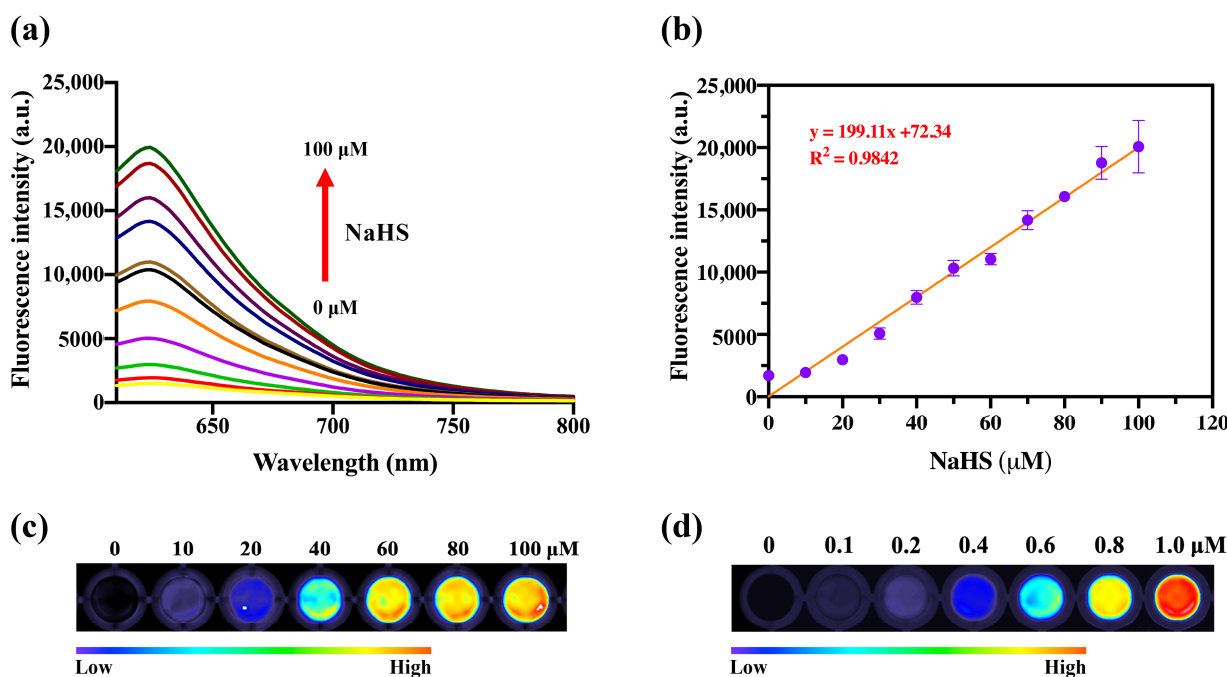 (a)
25,000
20,000
15,000
10,000
5000
0
Fluorescence intensity (a.u.)
100 μM
NaHS
0 μM
650
700
750
800
Wavelength (nm)
(b)
25,000
20,000
15,000
10,000
5000
0
Fluorescence intensity (a.u.)
y = 199.11x +72.34
R² = 0.9842
0
20
40
60
80
100
120
NaHS (μM)
(c)
0 10 20 40 60 80 100 μM
Low High
(d)
0 0.1 0.2 0.4 0.6 0.8 1.0 μM
Low High